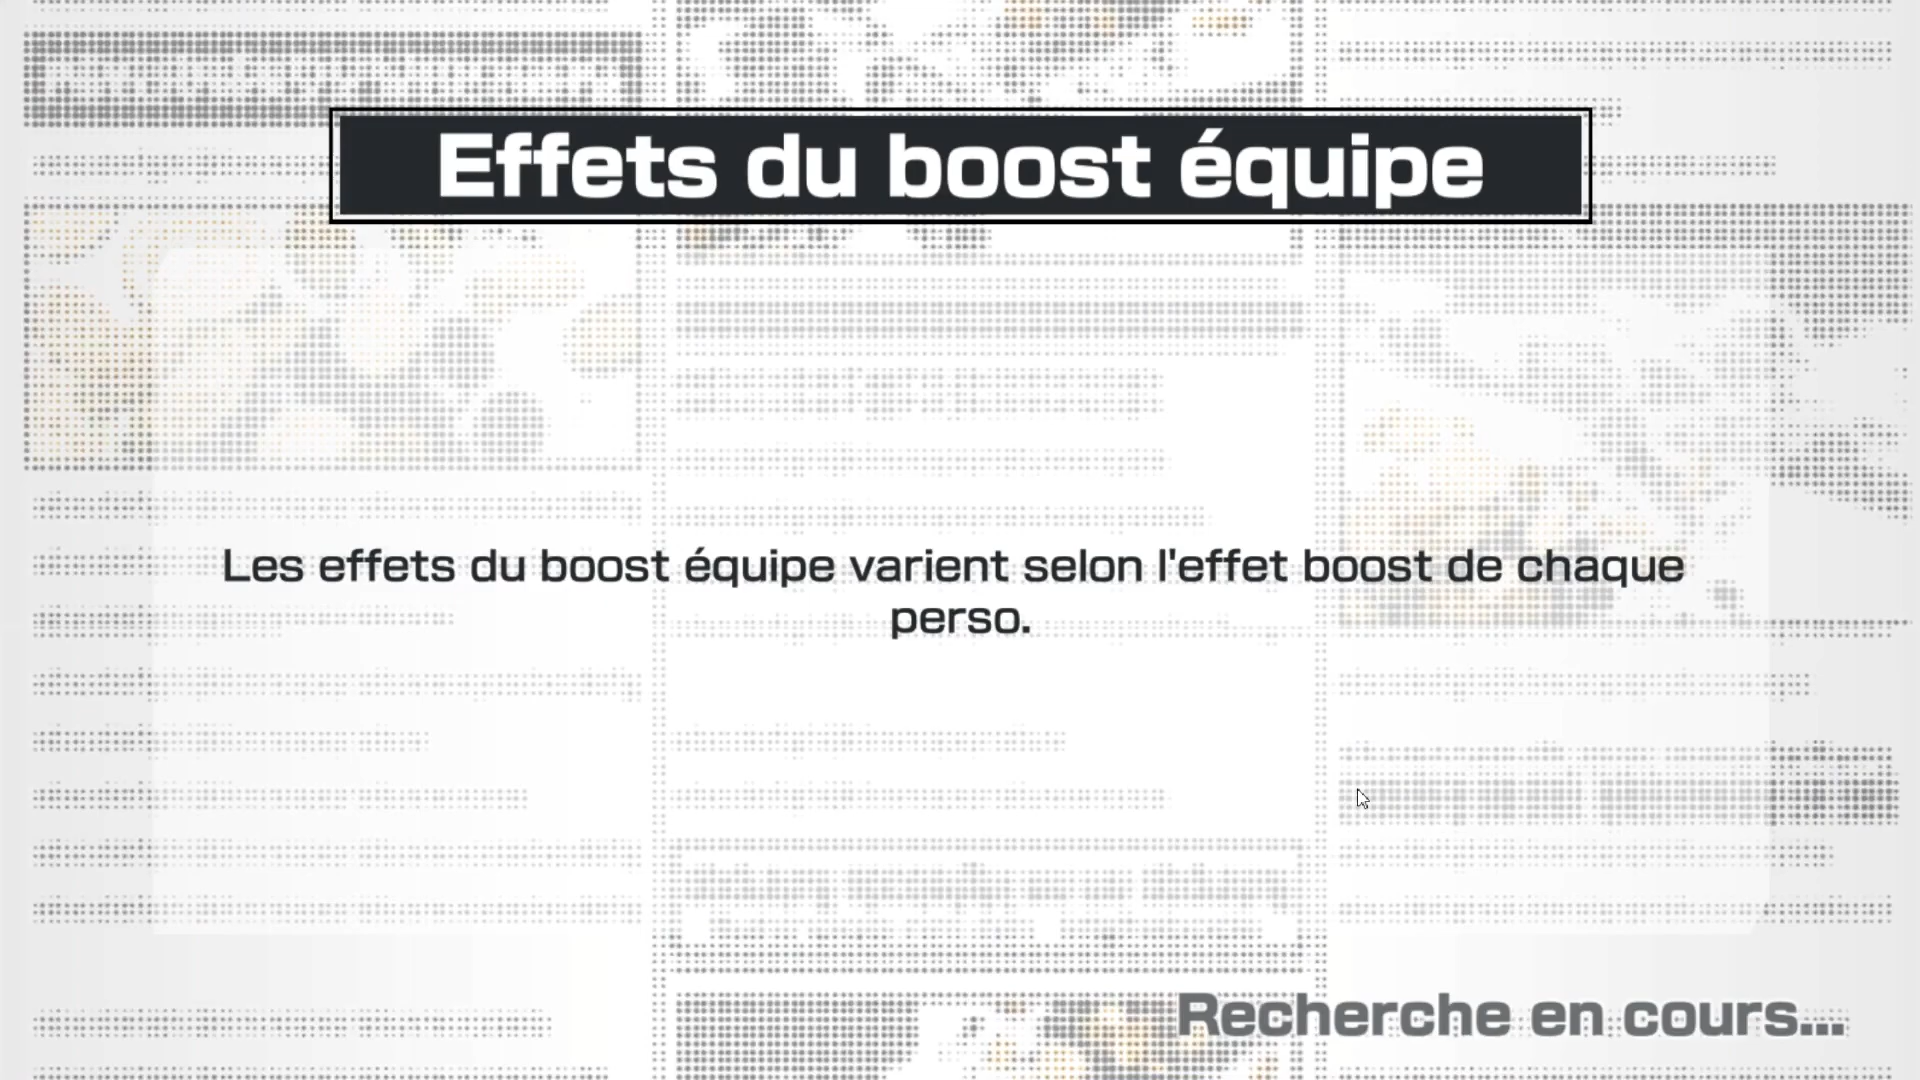 Effets du boost équipe
Les effets du boost équipe varient selon l'effet boost de chaque
perso.
Recherche en cours...